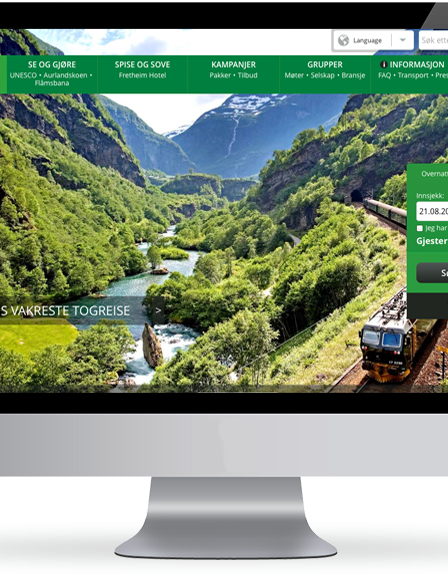 Language
Søk ette
SE OG GJØRE
UNESCO • Aurlandskoen •
Flåmsbana
SPISE OG SOVE
Fretheim Hotel
KAMPANJER
Pakker • Tilbud
GRUPPER
Møter • Selskap • Bransje
INFORMASJON
FAQ • Transport • Pres
Overnatt
Innsjekk:
21.08.20
Jeg har
Gjester
S VAKRESTE TOGREISE >